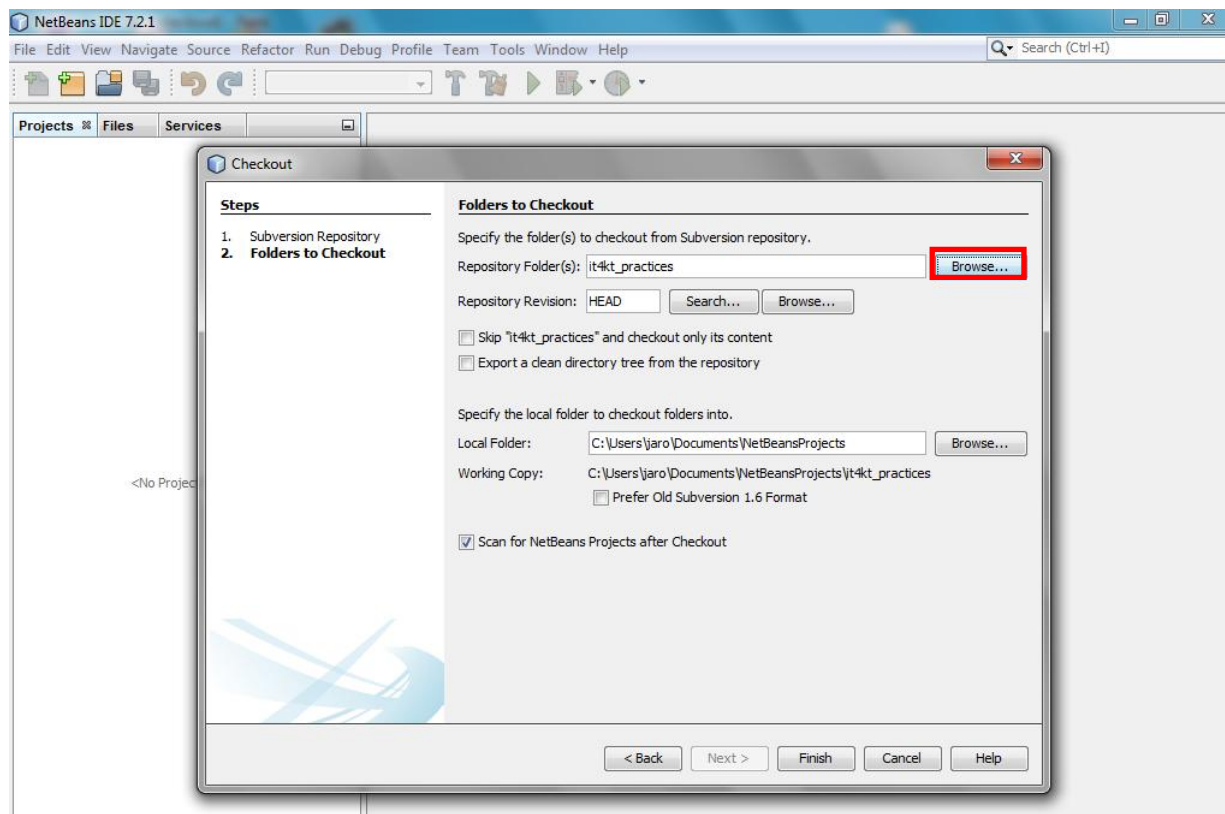 NetBeans IDE 7.2.1
File Edit View Navigate Source Refactor Run Debug Profile Team Tools Window Help
Search (Ctrl+I)
Projects Files Services
<No Projec
Checkout
Steps
1. Subversion Repository
2. Folders to Checkout
Folders to Checkout
Specify the folder(s) to checkout from Subversion repository.
Repository Folder(s): it4kt_practices Browse...
Repository Revision: HEAD Search... Browse...
Skip "it4kt_practices" and checkout only its content
Export a clean directory tree from the repository
Specify the local folder to checkout folders into.
Local Folder: C:\Users\jaro\Documents\NetBeansProjects Browse...
Working Copy: C:\Users\jaro\Documents\NetBeansProjects\it4kt_practices
Prefer Old Subversion 1.6 Format
Scan for NetBeans Projects after Checkout
< Back Next > Finish Cancel Help